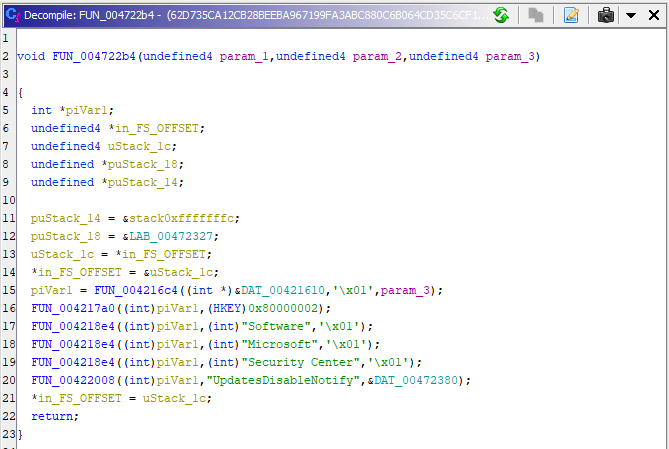 Decompile: FUN_004722b4 - (62D735CA12CB28BEEBA967199FA3ABC880C6B064CD35C6CF1...
1
2 void FUN_004722b4(undefined4 param_1,undefined4 param_2,undefined4 param_3)
3
4 {
5 int *piVar1;
6 undefined4 *in_FS_OFFSET;
7 undefined4 uStack_1c;
8 undefined *puStack_18;
9 undefined *puStack_14;
10
11 puStack_14 = &stack0xfffffffc;
12 puStack_18 = &LAB_00472327;
13 uStack_1c = *in_FS_OFFSET;
14 *in_FS_OFFSET = &uStack_1c;
15 piVar1 = FUN_004216c4((int *)&DAT_00421610,'\x01',param_3);
16 FUN_004217a0((int)piVar1,(HKEY)0x80000002);
17 FUN_004218e4((int)piVar1,(int)"Software",'\x01');
18 FUN_004218e4((int)piVar1,(int)"Microsoft",'\x01');
19 FUN_004218e4((int)piVar1,(int)"Security Center",'\x01');
20 FUN_00422008((int)piVar1,"UpdatesDisableNotify",&DAT_00472380);
21 *in_FS_OFFSET = uStack_1c;
22 return;
23 }